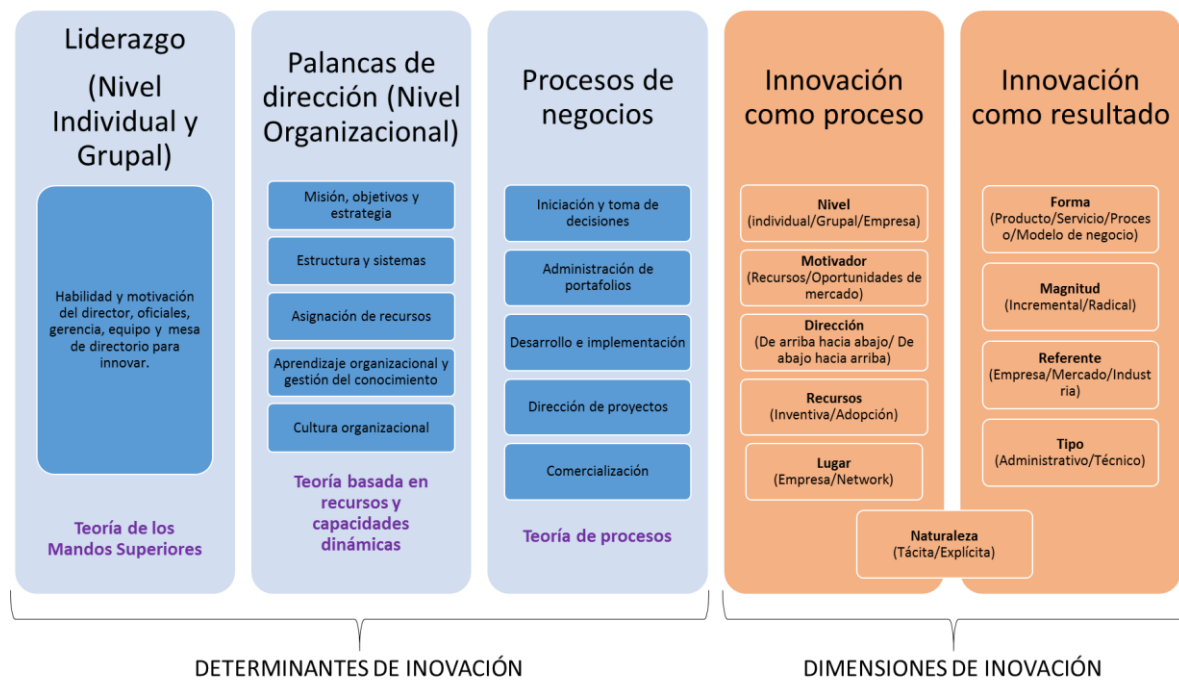 Liderazgo
(Nivel
Individual y
Grupal)
Habilidad y motivación
del director, oficiales,
gerencia, equipo y mesa
de directorio para
innovar.
Teoría de los
Mandos Superiores
Palancas de
dirección (Nivel
Organizacional)
Misión, objetivos y
estrategia
Estructura y sistemas
Asignación de recursos
Aprendizaje organizacional y
gestión del conocimiento
Cultura organizacional
Teoría basada en
recursos y
capacidades
dinámicas
Procesos de
negocios
Iniciación y toma de
decisiones
Administración de
portafolios
Desarrollo e implementación
Dirección de proyectos
Comercialización
Teoría de procesos
Innovación
como proceso
Nivel
(individual/Grupal/Empresa)
Motivador
(Recursos/Oportunidades de
mercado)
Dirección
(De arriba hacia abajo/ De
abajo hacia arriba)
Recursos
(Inventiva/Adopción)
Lugar
(Empresa/Network)
Innovación
como resultado
Forma
(Producto/Servicio/Proces
o/Modelo de negocio)
Magnitud
(Incremental/Radical)
Referente
(Empresa/Mercado/Indust
ria)
Tipo
(Administrativo/Técnico)
Naturaleza
(Tácita/Explícita)
DETERMINANTES DE INOVACIÓN
DIMENSIONES DE INOVACIÓN